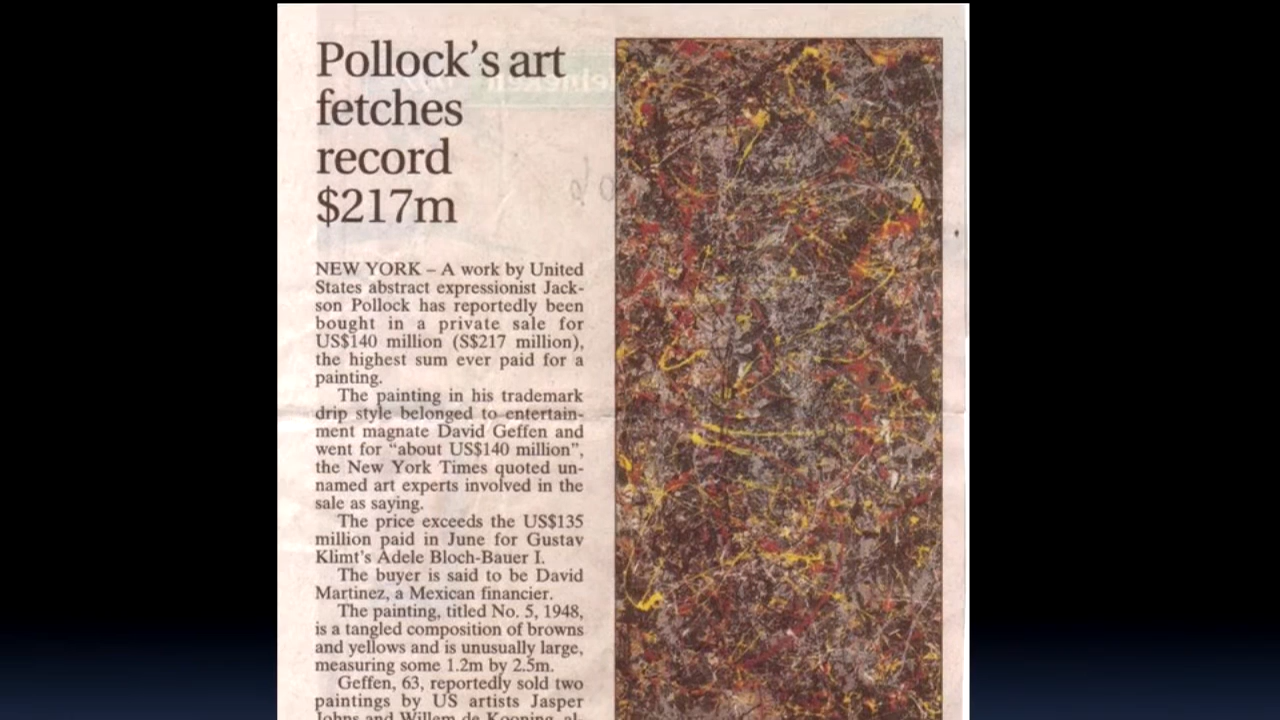 Pollock's art
fetches
record
$217m
NEW YORK – A work by United
States abstract expressionist Jack-
son Pollock has reportedly been
bought in a private sale for
US$140 million (S$217 million),
the highest sum ever paid for a
painting.
The painting in his trademark
drip style belonged to entertain-
ment magnate David Geffen and
went for “about US$140 million”,
the New York Times quoted un-
named art experts involved in the
sale as saying.
The price exceeds the US$135
million paid in June for Gustav
Klimt's Adele Bloch-Bauer I.
The buyer is said to be David
Martinez, a Mexican financier.
The painting, titled No. 5, 1948,
is a tangled composition of browns
and yellows and is unusually large,
measuring some 1.2m by 2.5m.
Geffen, 63, reportedly sold two
paintings by US artists Jasper
Johns and Willem de Kooning, al-